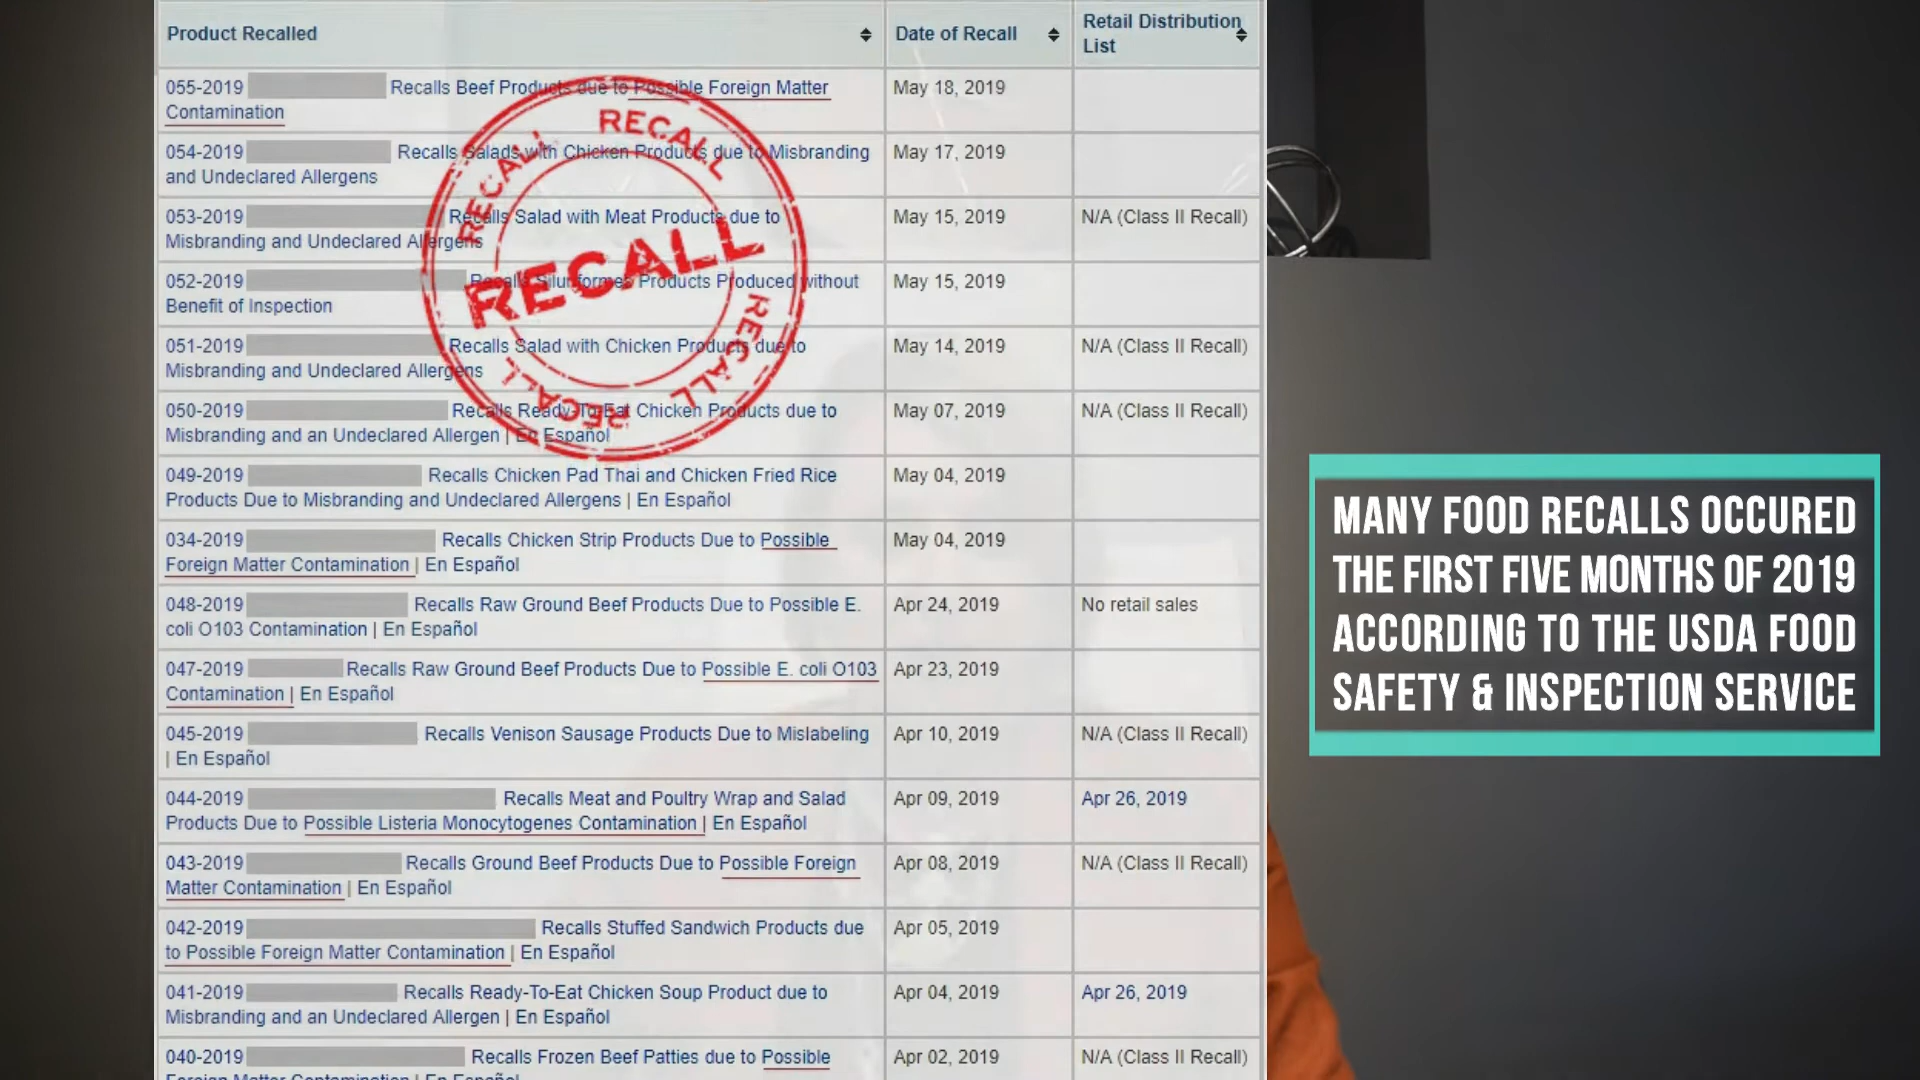 Product Recalled
Date of Recall
Retail Distribution
List
055-2019 Recalls Beef Products due to Possible Foreign Matter
Contamination
May 18, 2019
054-2019 Recalls Salads with Chicken Products due to Misbranding
and Undeclared Allergens
May 17, 2019
053-2019 Recalls Salad with Meat Products due to
Misbranding and Undeclared Allergens
May 15, 2019
N/A (Class II Recall)
052-2019 Recalls Siluriformes Products Produced without
Benefit of Inspection
May 15, 2019
051-2019 Recalls Salad with Chicken Products due to
Misbranding and Undeclared Allergens
May 14, 2019
N/A (Class II Recall)
050-2019 Recalls Ready-To-Eat Chicken Products due to
Misbranding and an Undeclared Allergen | En Español
May 07, 2019
N/A (Class II Recall)
049-2019 Recalls Chicken Pad Thai and Chicken Fried Rice
Products Due to Misbranding and Undeclared Allergens | En Español
May 04, 2019
034-2019 Recalls Chicken Strip Products Due to Possible
Foreign Matter Contamination | En Español
May 04, 2019
048-2019 Recalls Raw Ground Beef Products Due to Possible E.
coli O103 Contamination | En Español
Apr 24, 2019
No retail sales
047-2019 Recalls Raw Ground Beef Products Due to Possible E. coli O103
Contamination | En Español
Apr 23, 2019
045-2019 Recalls Venison Sausage Products Due to Mislabeling
| En Español
Apr 10, 2019
N/A (Class II Recall)
044-2019 Recalls Meat and Poultry Wrap and Salad
Products Due to Possible Listeria Monocytogenes Contamination | En Español
Apr 09, 2019
Apr 26, 2019
043-2019 Recalls Ground Beef Products Due to Possible Foreign
Matter Contamination | En Español
Apr 08, 2019
N/A (Class II Recall)
042-2019 Recalls Stuffed Sandwich Products due
to Possible Foreign Matter Contamination | En Español
Apr 05, 2019
041-2019 Recalls Ready-To-Eat Chicken Soup Product due to
Misbranding and an Undeclared Allergen | En Español
Apr 04, 2019
Apr 26, 2019
040-2019 Recalls Frozen Beef Patties due to Possible
Foreign Matter Contamination | En Español
Apr 02, 2019
N/A (Class II Recall)
RECALL
RECALL
RECALL
RECALL
RECALL
RECALL
RECALL
MANY FOOD RECALLS OCCURED
THE FIRST FIVE MONTHS OF 2019
ACCORDING TO THE USDA FOOD
SAFETY & INSPECTION SERVICE